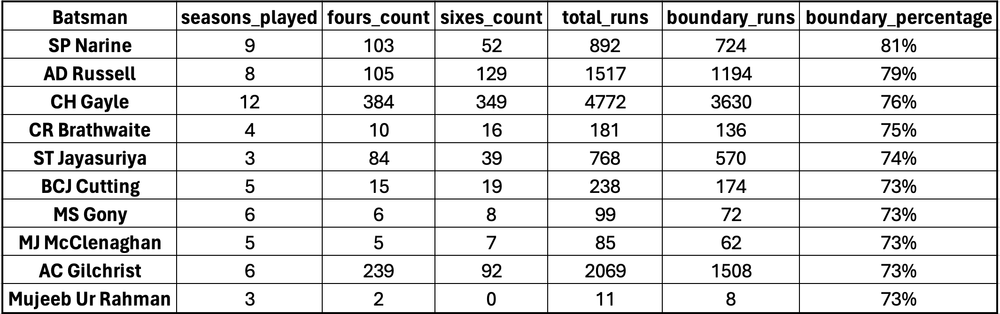 Batsman seasons_played fours_count sixes_count total_runs boundary_runs boundary_percentage
SP Narine 9 103 52 892 724 81%
AD Russell 8 105 129 1517 1194 79%
CH Gayle 12 384 349 4772 3630 76%
CR Brathwaite 4 10 16 181 136 75%
ST Jayasuriya 3 84 39 768 570 74%
BCJ Cutting 5 15 19 238 174 73%
MS Gony 6 6 8 99 72 73%
MJ McClenaghan 5 5 7 85 62 73%
AC Gilchrist 6 239 92 2069 1508 73%
Mujeeb Ur Rahman 3 2 0 11 8 73%